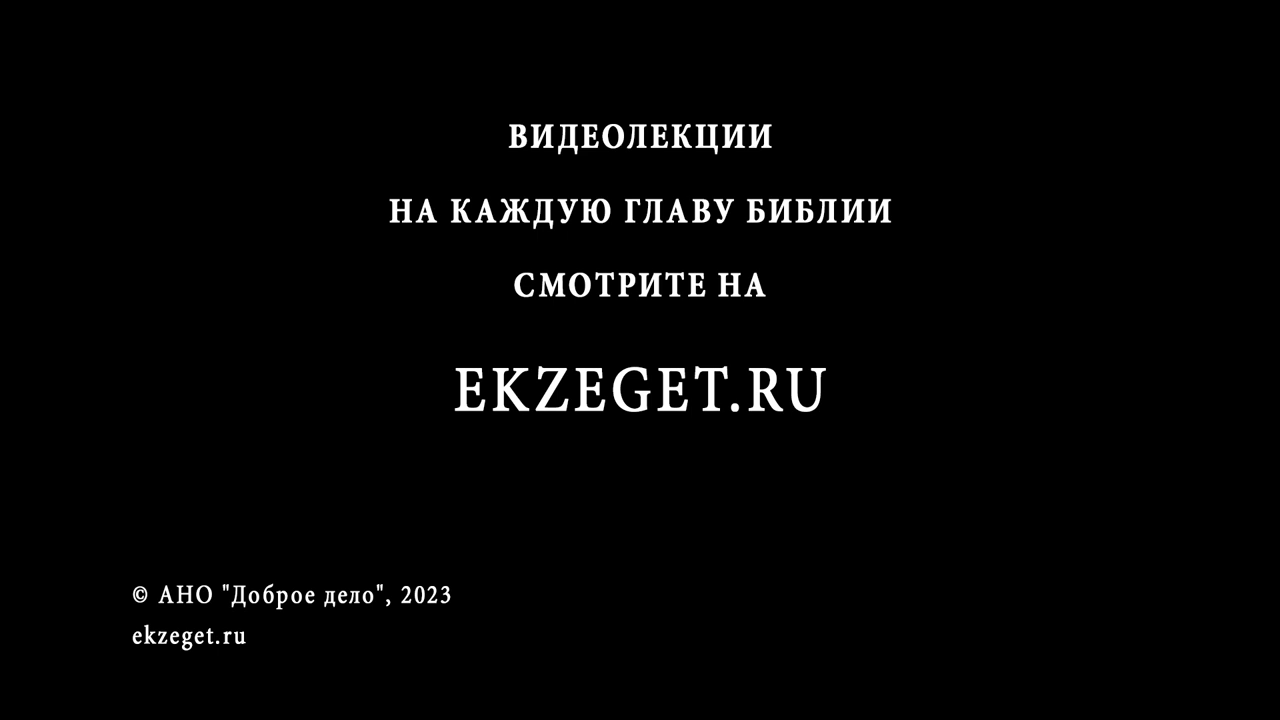 ВИДЕОЛЕКЦИИ
НА КАЖДУЮ ГЛАВУ БИБЛИИ
СМОТРИТЕ НА
EKZEGET.RU
© АНО "Доброе дело", 2023
ekzeget.ru